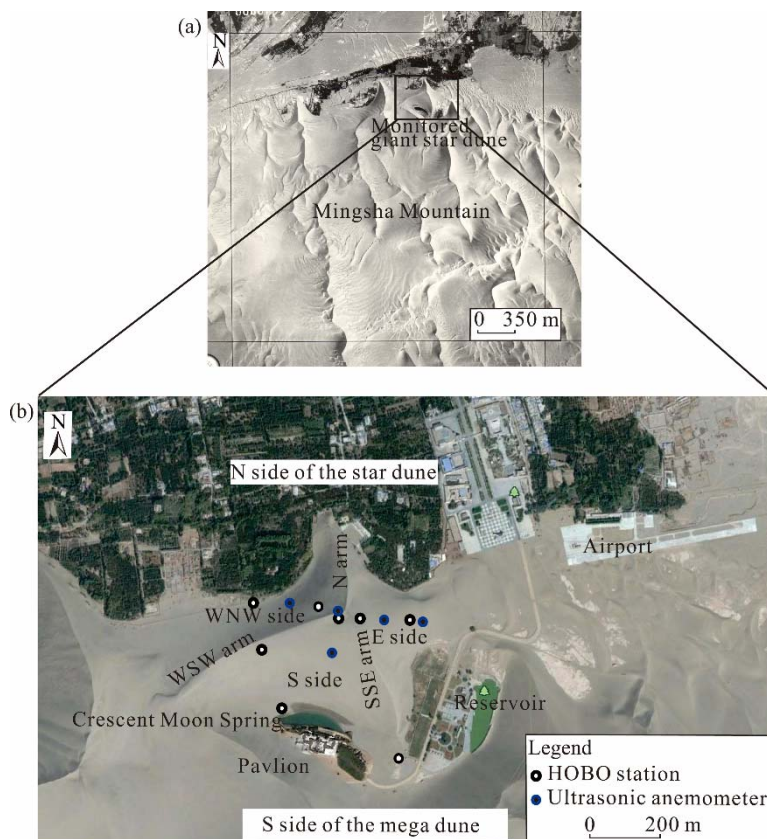 (a)
N
Monitored
giant star dune
Mingsha Mountain
0 350 m
(b)
N
N side of the star dune
Airport
N arm
WNW side
E side
WSW arm
S side
SSE arm
Crescent Moon Spring
Reservoir
Pavlion
Legend
HOBO station
Ultrasonic anemometer
0 200 m
S side of the mega dune